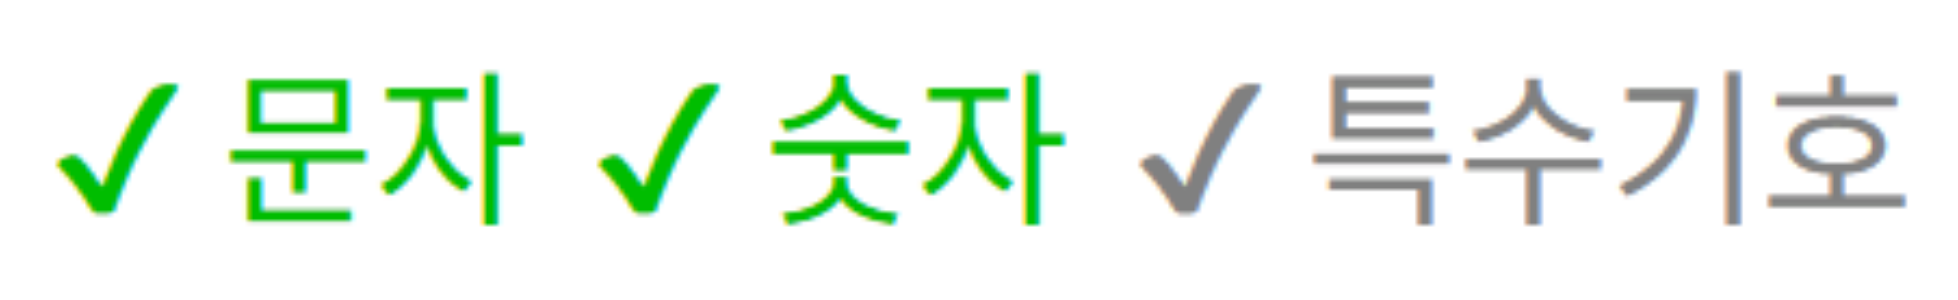 ✓ 문자 ✓ 숫자 ✓ 특수기호